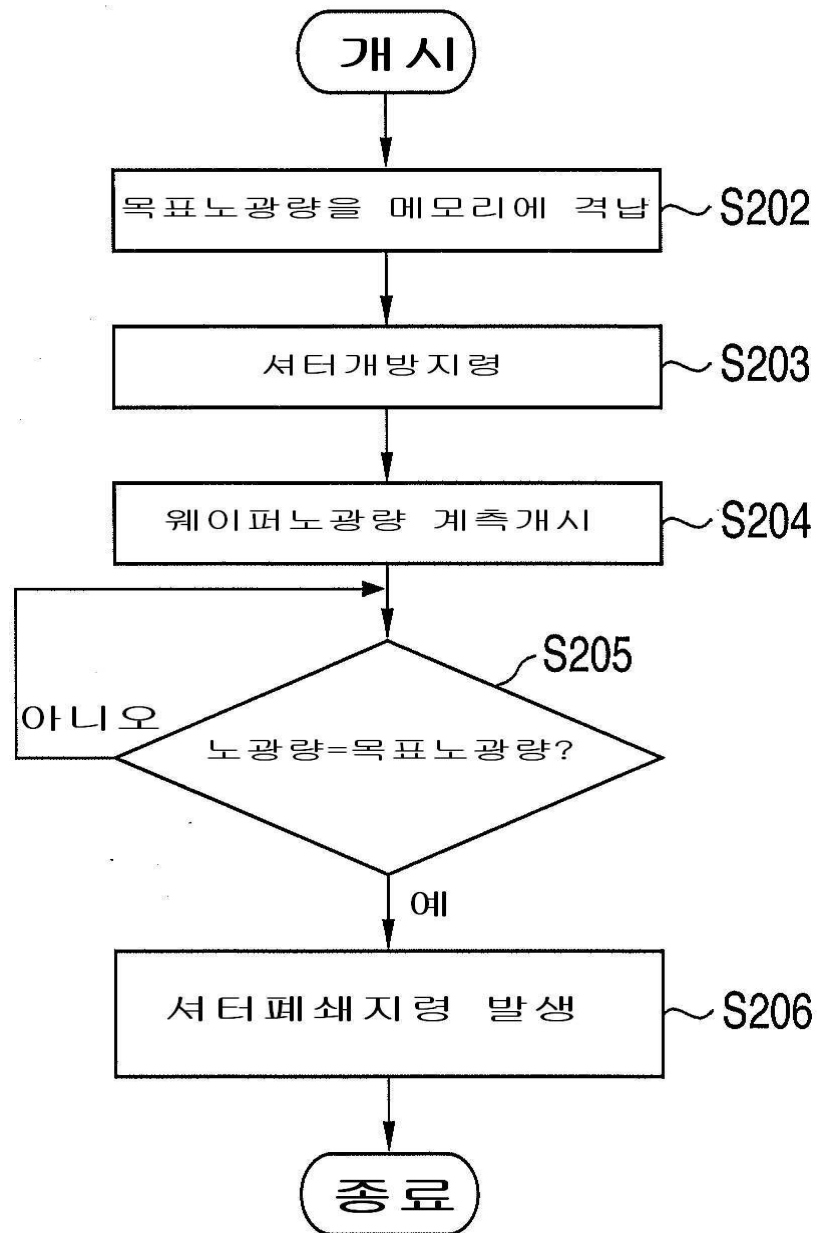 개시
목표노광량을 메모리에 격납
S202
셔터개방지령
S203
웨이퍼노광량 계측개시
S204
S205
아니오
노광량=목표노광량?
예
셔터폐쇄지령 발생
S206
종료